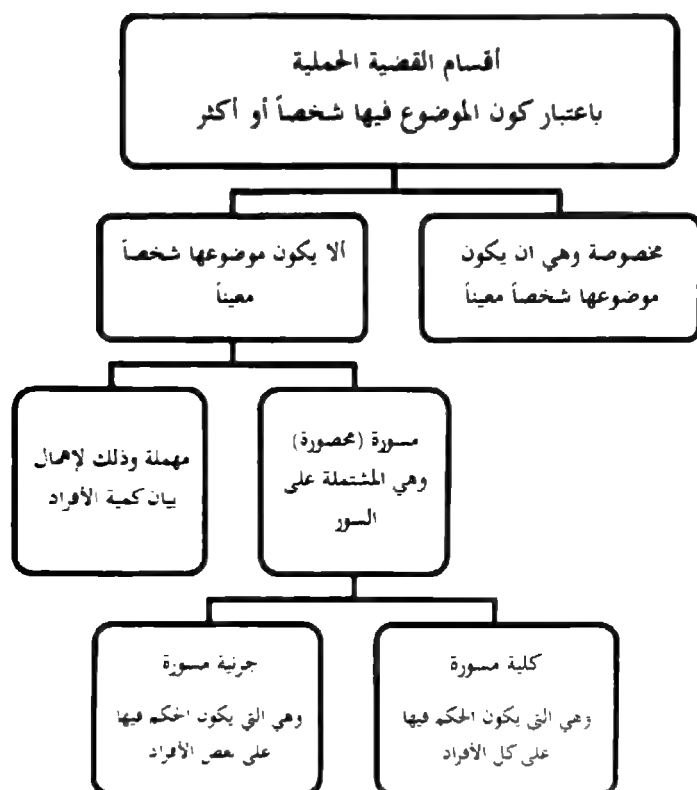 أقسام القضية الحملية
باعتبار كون الموضوع فيها شخصاً أو أكثر
مخصوصة وهي ان يكون
موضوعها شخصاً معيناً
ألا يكون موضوعها شخصاً
معيناً
مسورة (محصورة)
وهي المشتملة على
السور
مهملة وذلك لإهمال
بيان كمية الأفراد
كلية مسورة
وهي التي يكون الحكم فيها
على كل الأفراد
جزئية مسورة
وهي التي يكون الحكم فيها
على بعض الأفراد